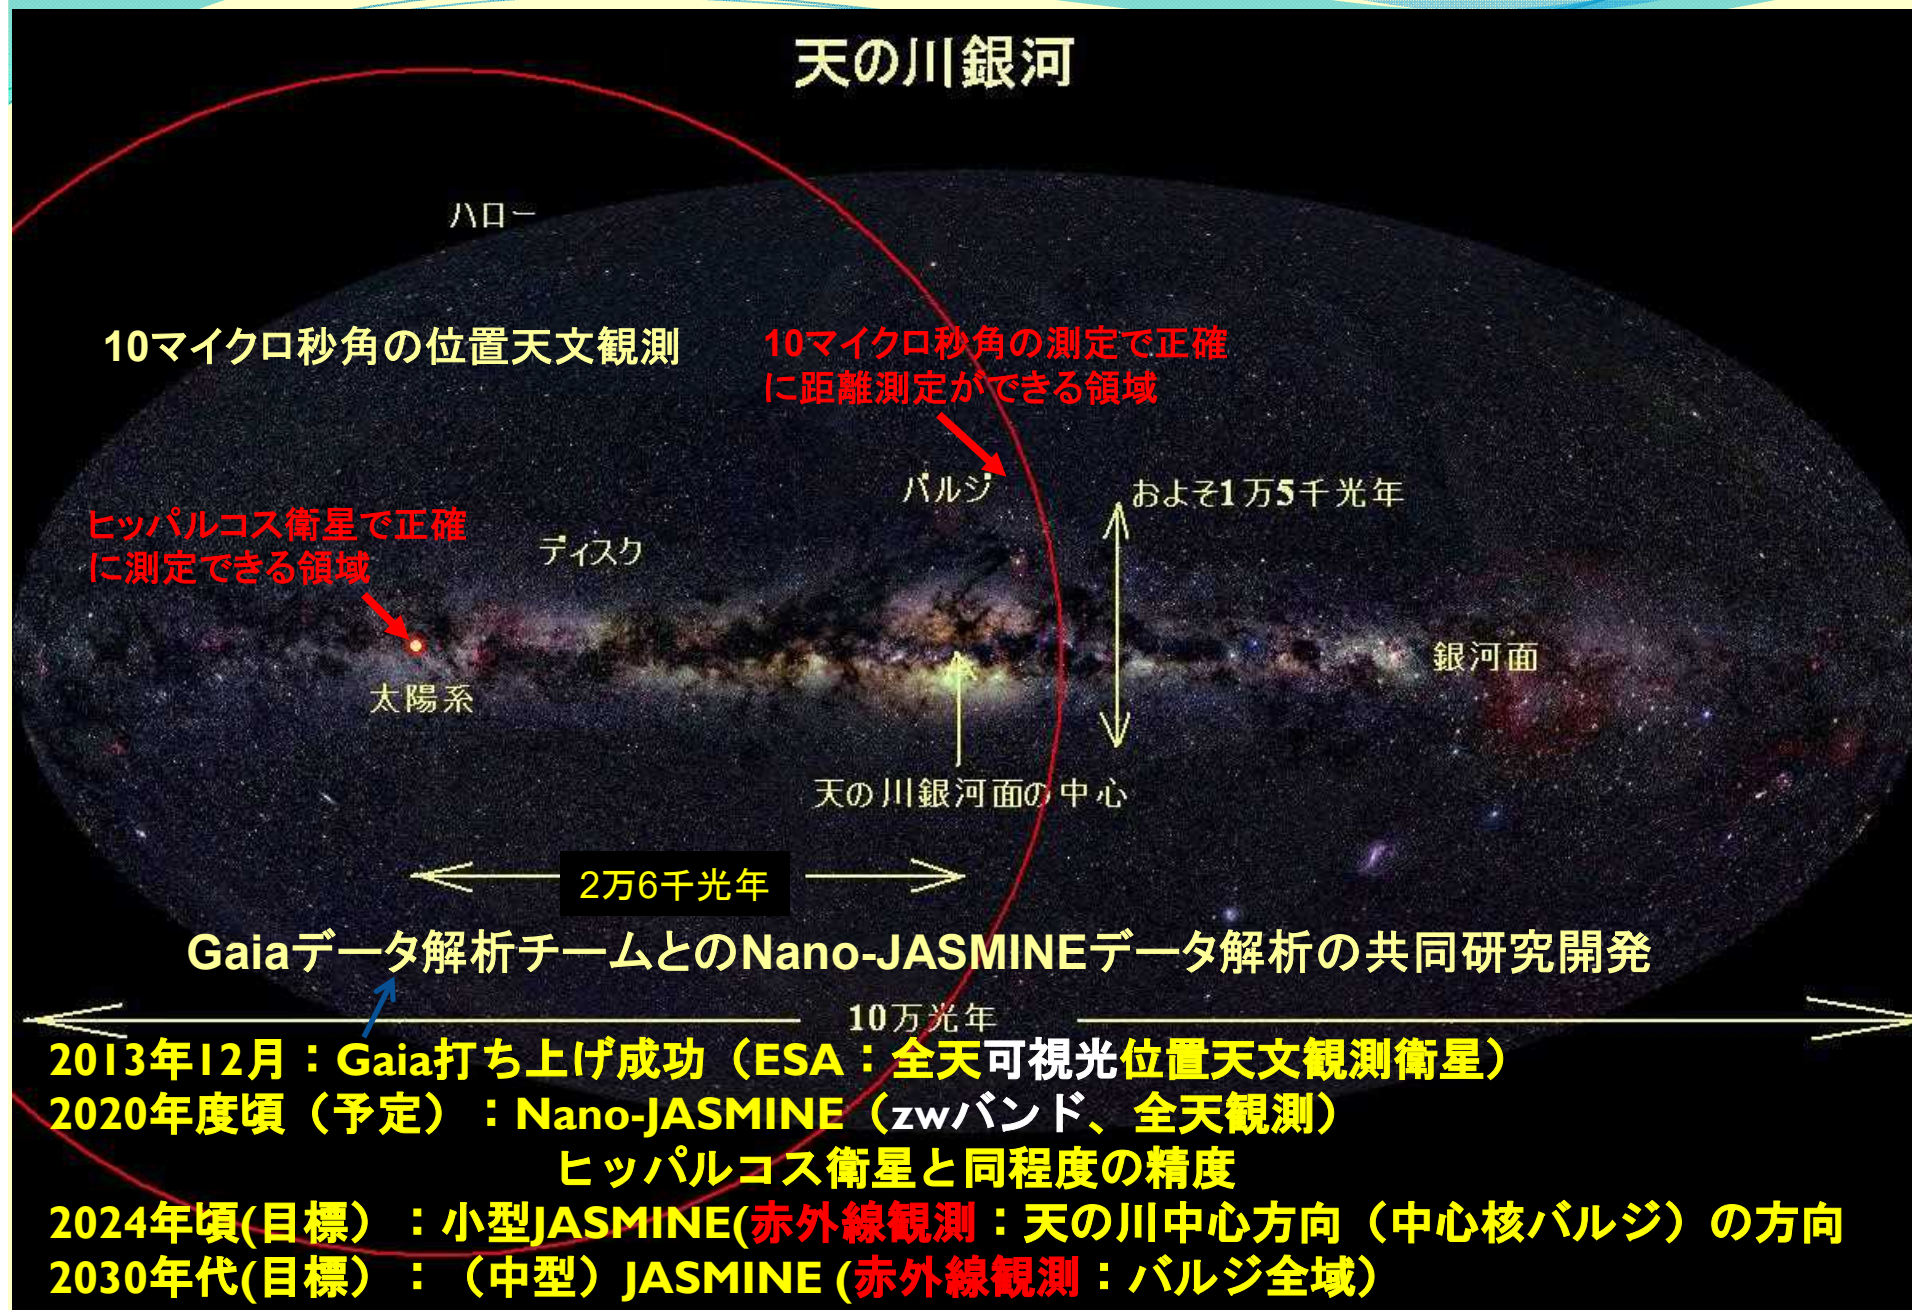 天の川銀河
ハロー
10マイクロ秒角の位置天文観測
10マイクロ秒角の測定で正確
に距離測定ができる領域
バルジ
およそ1万5千光年
ヒッパルコス衛星で正確
に測定できる領域
ディスク
銀河面
太陽系
天の川銀河面の中心
2万6千光年
Gaiaデータ解析チームとのNano-JASMINEデータ解析の共同研究開発
10万光年
2013年12月：Gaia打ち上げ成功（ESA：全天可視光位置天文観測衛星）
2020年度頃（予定）：Nano-JASMINE（zwバンド、全天観測）
ヒッパルコス衛星と同程度の精度
2024年頃(目標）：小型JASMINE(赤外線観測：天の川中心方向（中心核バルジ）の方向
2030年代(目標）：（中型）JASMINE (赤外線観測：バルジ全域）